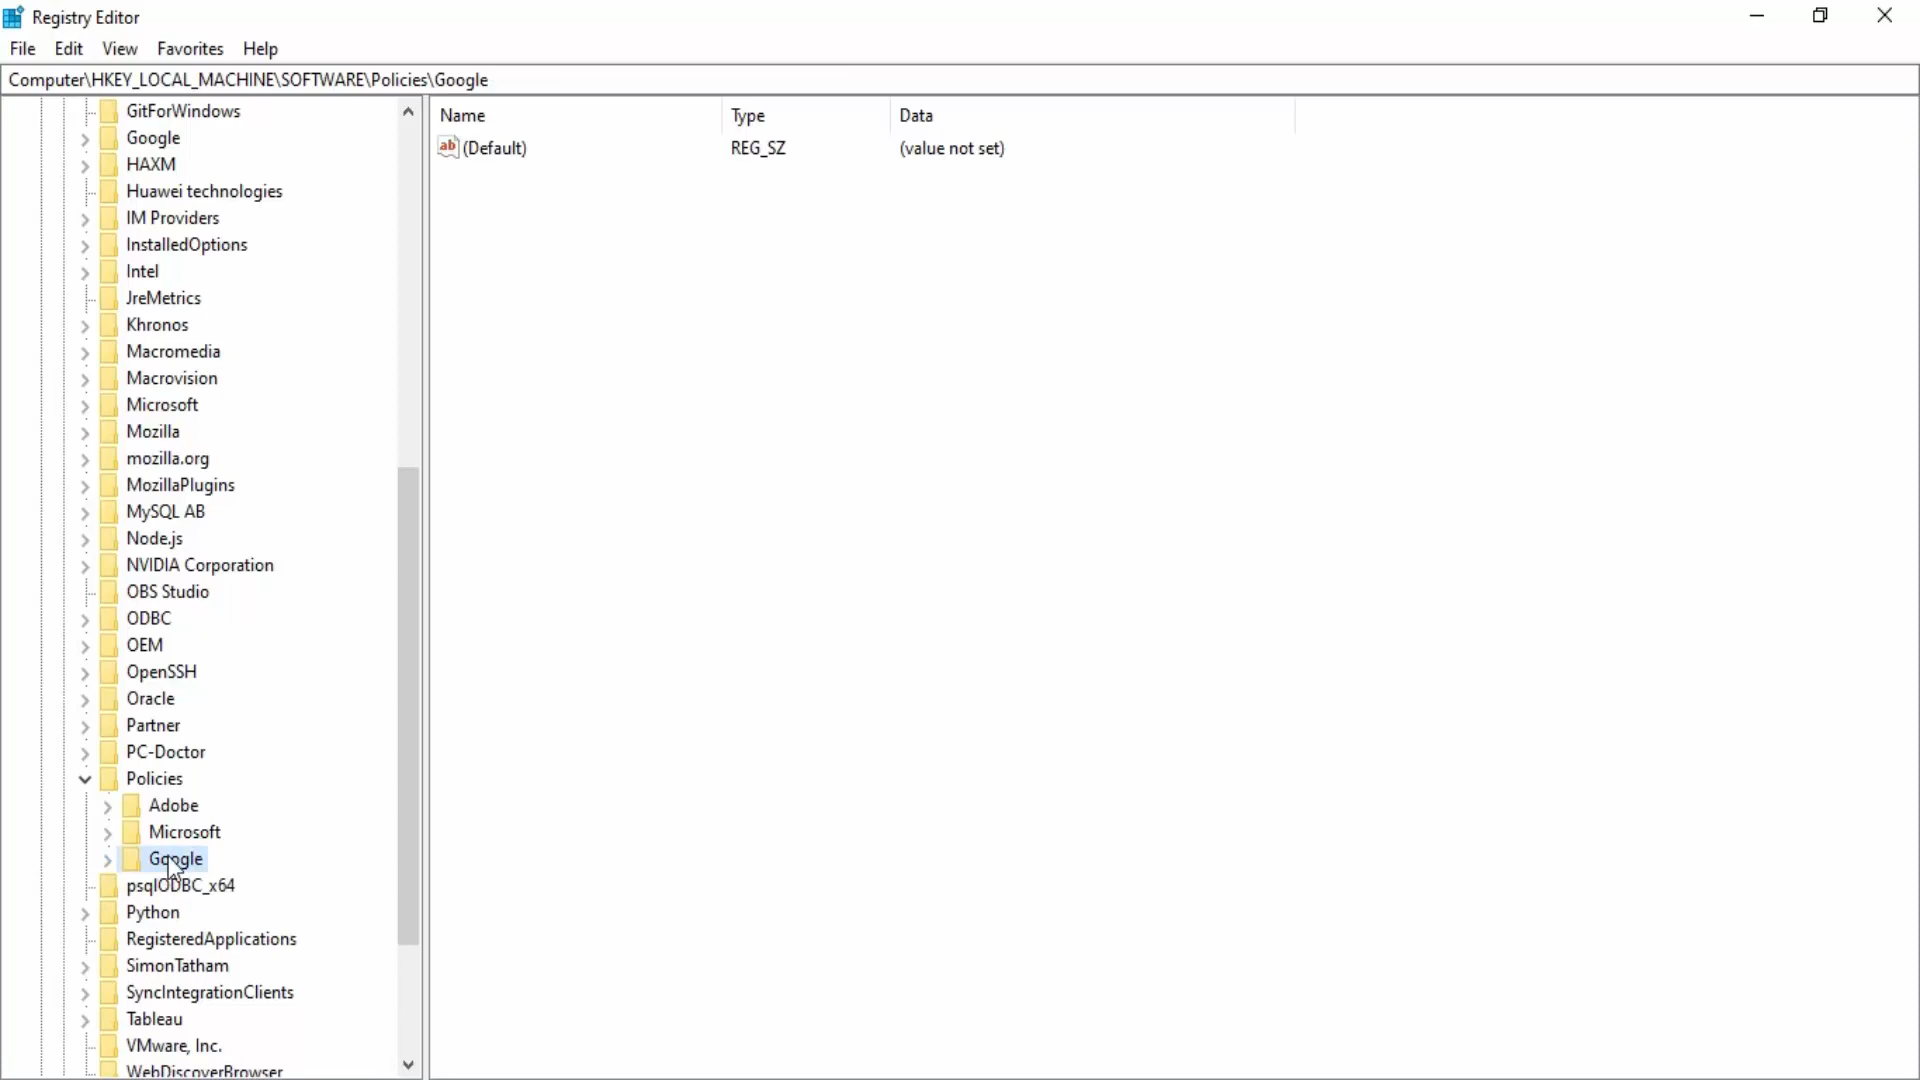 Registry Editor
File Edit View Favorites Help
Computer\HKEY_LOCAL_MACHINE\SOFTWARE\Policies\Google
GitForWindows
Google
HAXM
Huawei technologies
IM Providers
InstalledOptions
Intel
JreMetrics
Khronos
Macromedia
Macrovision
Microsoft
Mozilla
mozilla.org
MozillaPlugins
MySQL AB
Node.js
NVIDIA Corporation
OBS Studio
ODBC
OEM
OpenSSH
Oracle
Partner
PC-Doctor
Policies
Adobe
Microsoft
Google
psqlODBC_x64
Python
RegisteredApplications
SimonTatham
SyncIntegrationClients
Tableau
VMware, Inc.
WebDiscoverBrowser
Name Type Data
ab (Default) REG_SZ (value not set)